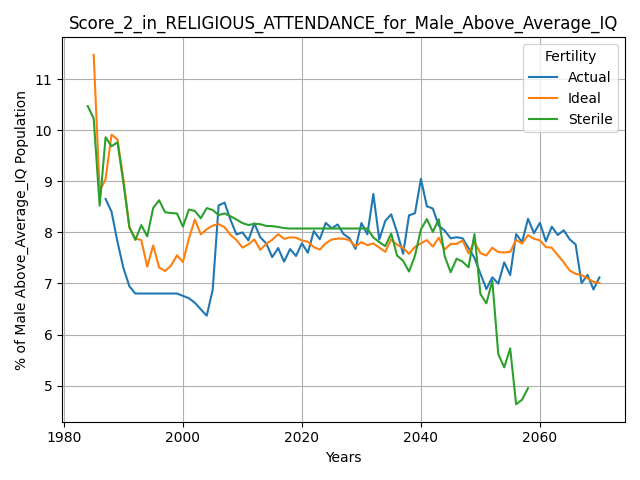 Score_2_in_RELIGIOUS_ATTENDANCE_for_Male_Above_Average_IQ
% of Male Above_Average_IQ Population
11
10
9
8
7
6
5
Fertility
Actual
Ideal
Sterile
1980 2000 2020 2040 2060
Years